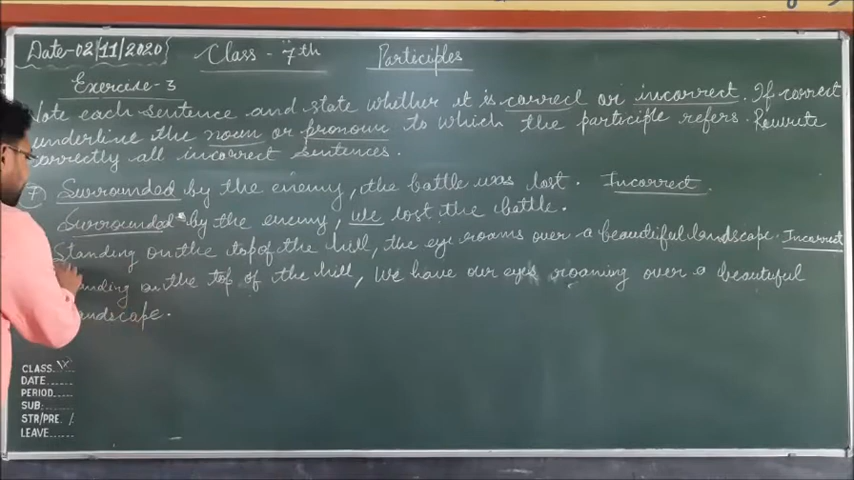 Date-02/11/2020 Class - 7th Participles
Exercise-3
Note each sentence and state whether it is correct or incorrect. If correct
underline the noun or pronoun to which the participle refers. Rewrite
correctly all incorrect sentences.
7 Surrounded by the enemy, the battle was lost. Incorrect
Surrounded by the enemy, we lost the battle.
Standing on the top of the hill, the eye roams over a beautiful landscape. Incorrect
on the top of the hill, we have our eyes roaming over a beautiful
landscape.
CLASS
DATE
PERIOD
SUB.
STR/PRE. /
LEAVE